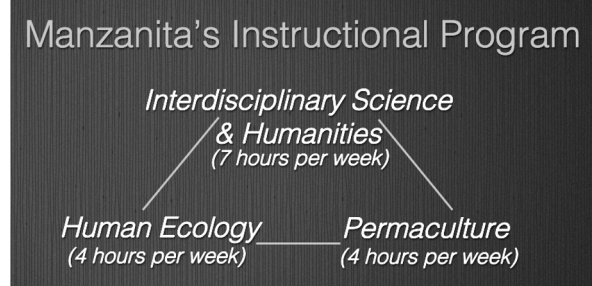 Manzanita's Instructional Program
Interdisciplinary Science
& Humanities
(7 hours per week)
Human Ecology
(4 hours per week)
Permaculture
(4 hours per week)